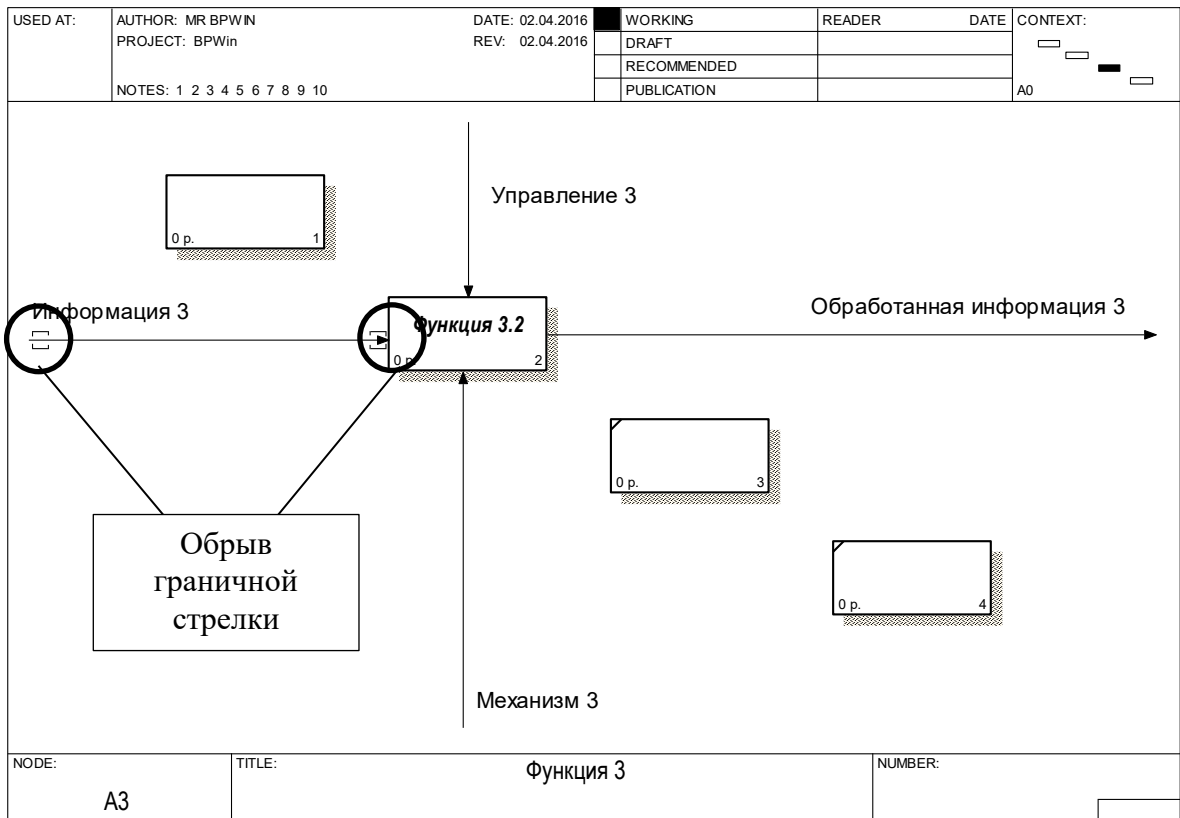 USED AT:
AUTHOR: MR BPWIN
DATE: 02.04.2016
WORKING
READER
DATE
CONTEXT:
PROJECT: BPWin
REV: 02.04.2016
DRAFT
RECOMMENDED
NOTES: 1 2 3 4 5 6 7 8 9 10
PUBLICATION
A0
Управление 3
0 р.
1
Информация 3
Функция 3.2
0 р.
2
Обработанная информация 3
0 р.
3
Обрыв
граничной
стрелки
0 р.
4
Механизм 3
NODE:
TITLE:
Функция 3
NUMBER:
A3